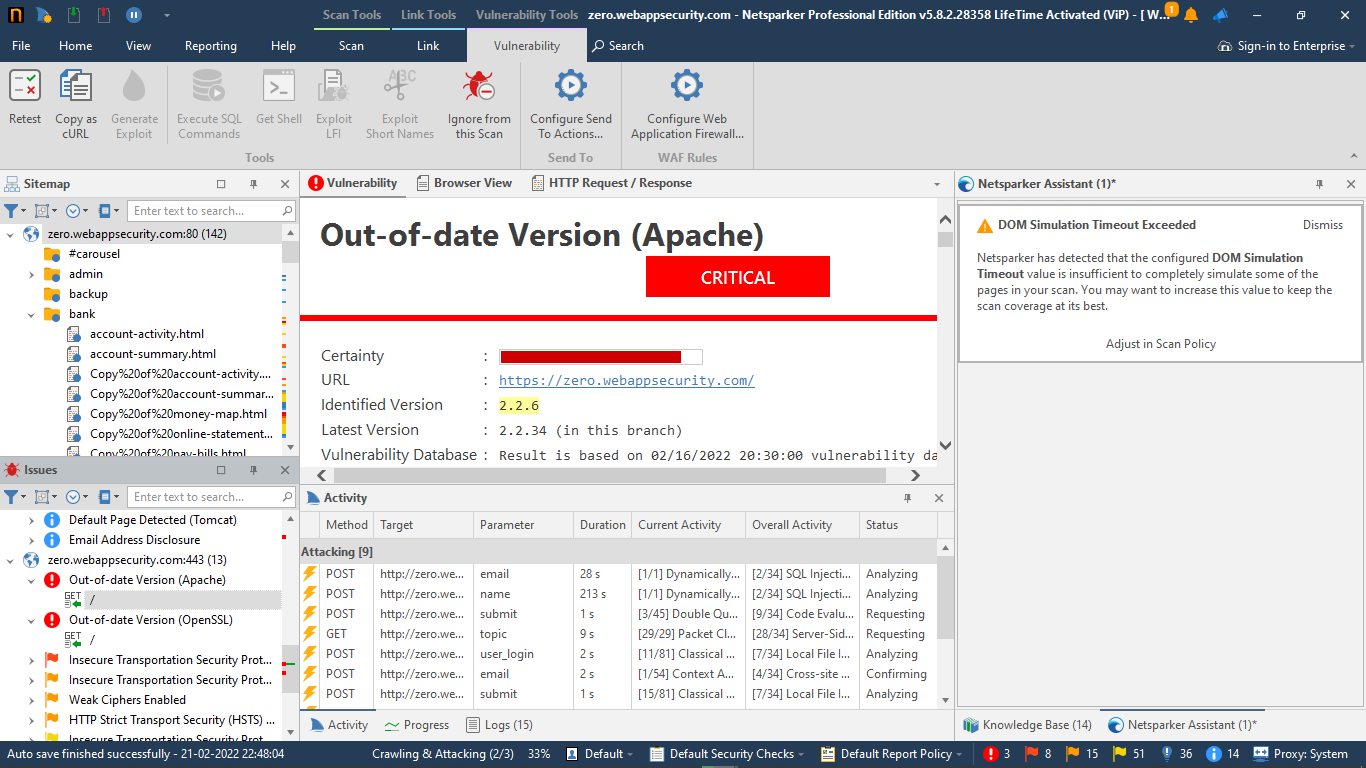 Scan Tools Link Tools Vulnerability Tools zero.webappsecurity.com - Netsparker Professional Edition v5.8.2.28358 LifeTime Activated (ViP) - [ W... 1
File Home View Reporting Help Scan Link Vulnerability Search Sign-in to Enterprise
Retest
Copy as cURL
Generate Exploit
Execute SQL Commands
Get Shell
Exploit LFI
ABC
Exploit Short Names
Ignore from this Scan
Configure Send To Actions...
Configure Web Application Firewall...
Tools Send To WAF Rules
Sitemap
Enter text to search...
zero.webappsecurity.com:80 (142)
#carousel
admin
backup
bank
account-activity.html
account-summary.html
Copy%20of%20account-activity....
Copy%20of%20account-summar...
Copy%20of%20money-map.html
Copy%20of%20online-statement...
Copy%20of%20pay-bills.html
Issues
Enter text to search...
Default Page Detected (Tomcat)
Email Address Disclosure
zero.webappsecurity.com:443 (13)
Out-of-date Version (Apache)
GET /
Out-of-date Version (OpenSSL)
GET /
Insecure Transportation Security Prot...
Insecure Transportation Security Prot...
Weak Ciphers Enabled
HTTP Strict Transport Security (HSTS) ...
Insecure Transportation Security Prot...
Vulnerability Browser View HTTP Request / Response
Out-of-date Version (Apache)
CRITICAL
Certainty :
URL : https://zero.webappsecurity.com/
Identified Version : 2.2.6
Latest Version : 2.2.34 (in this branch)
Vulnerability Database : Result is based on 02/16/2022 20:30:00 vulnerability da
Activity
Method Target Parameter Duration Current Activity Overall Activity Status
Attacking [9]
POST http://zero.we... email 28 s [1/1] Dynamically... [2/34] SQL Injecti... Analyzing
POST http://zero.we... name 213 s [1/1] Dynamically... [2/34] SQL Injecti... Analyzing
POST http://zero.we... submit 1 s [3/45] Double Qu... [9/34] Code Evalu... Requesting
GET http://zero.we... topic 9 s [29/29] Packet Cl... [28/34] Server-Sid... Requesting
POST http://zero.we... user_login 2 s [11/81] Classical ... [7/34] Local File I... Analyzing
POST http://zero.we... email 2 s [1/54] Context A... [4/34] Cross-site ... Confirming
POST http://zero.we... submit 1 s [15/81] Classical ... [7/34] Local File I... Analyzing
Activity Progress Logs (15)
Netsparker Assistant (1)*
DOM Simulation Timeout Exceeded Dismiss
Netsparker has detected that the configured DOM Simulation
Timeout value is insufficient to completely simulate some of the
pages in your scan. You may want to increase this value to keep the
scan coverage at its best.
Adjust in Scan Policy
Knowledge Base (14) Netsparker Assistant (1)*
Auto save finished successfully - 21-02-2022 22:48:04 Crawling & Attacking (2/3) 33% Default Default Security Checks Default Report Policy 3 8 15 51 36 14 Proxy: System